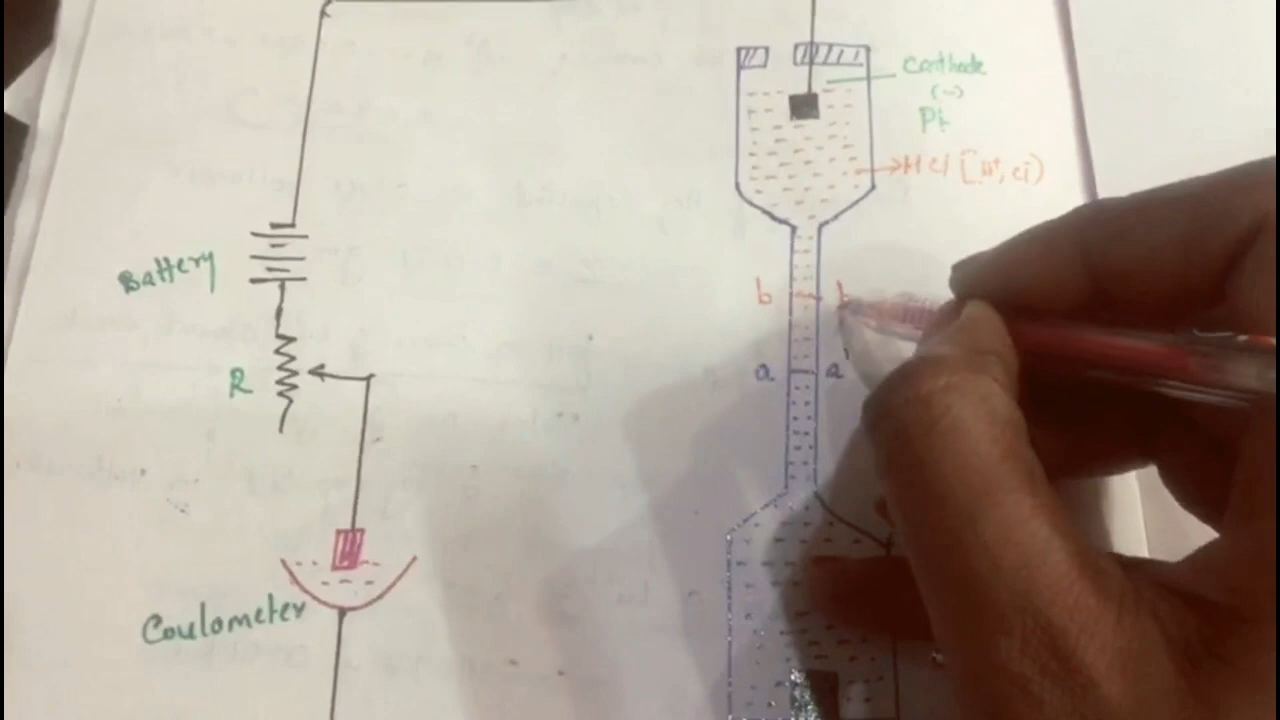 Cathode
(-)
Pt
HCl [H⁺, Cl⁻)
Battery
b
R
a a'
Coulometer